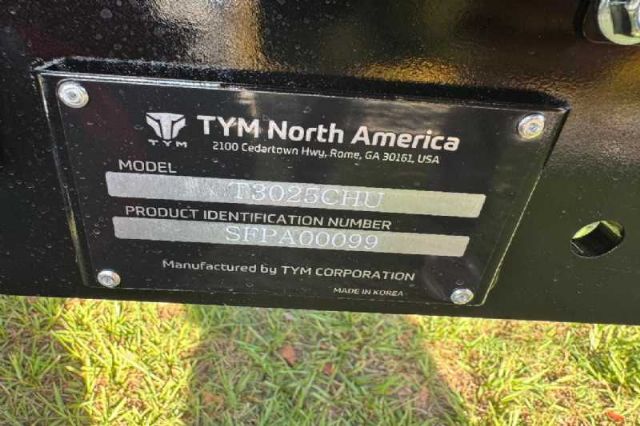 TYM
TYM North America
2100 Cedartown Hwy, Rome, GA 30161, USA
MODEL
T3025CHU
PRODUCT IDENTIFICATION NUMBER
SFPA00099
Manufactured by TYM CORPORATION
MADE IN KOREA